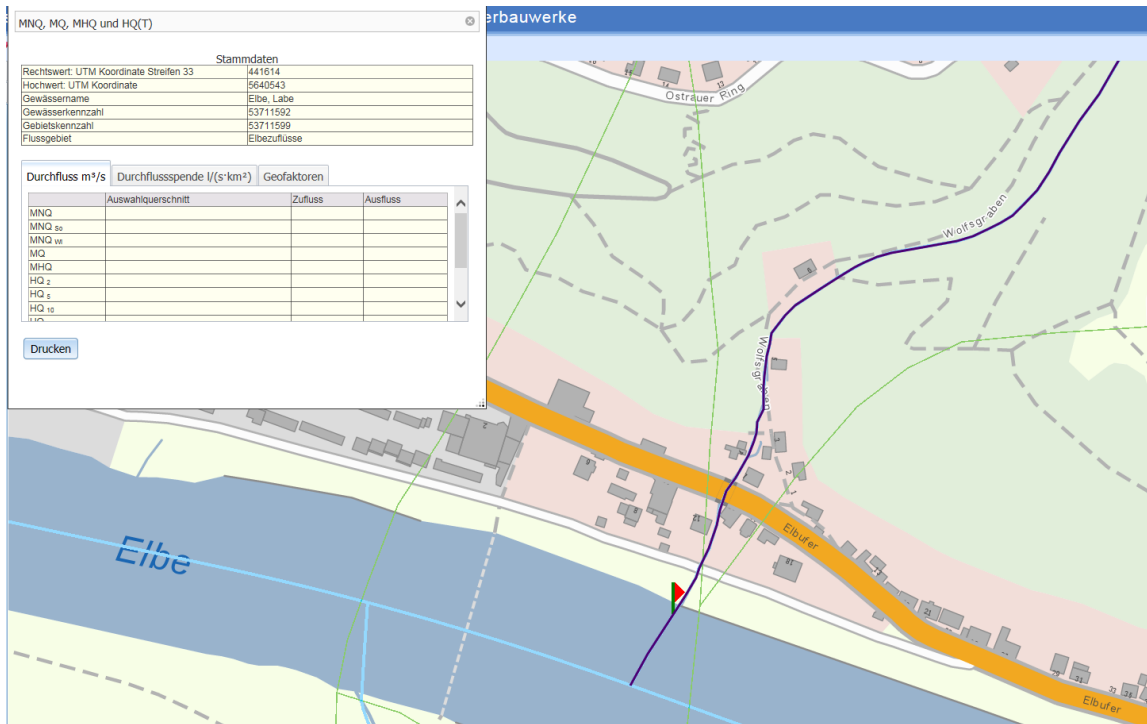 MNQ, MQ, MHQ und HQ(T)
erbauwerke
Stammdaten
Rechtswert: UTM Koordinate Streifen 33 441614
Hochwert: UTM Koordinate 5640543
Gewässername Elbe, Labe
Gewässerkennzahl 53711592
Gebietskennzahl 53711599
Flussgebiet Elbezuflüsse
Durchfluss m³/s Durchflussspende l/(s·km²) Geofaktoren
Auswahlquerschnitt Zufluss Ausfluss
MNQ
MNQ So
MNQ Wi
MQ
MHQ
HQ 2
HQ 5
HQ 10
Drucken
14
13
Ostrauer Ring
Wolfsgraben
Wolfsgraben
Elbe
Elbufer
Elbufer